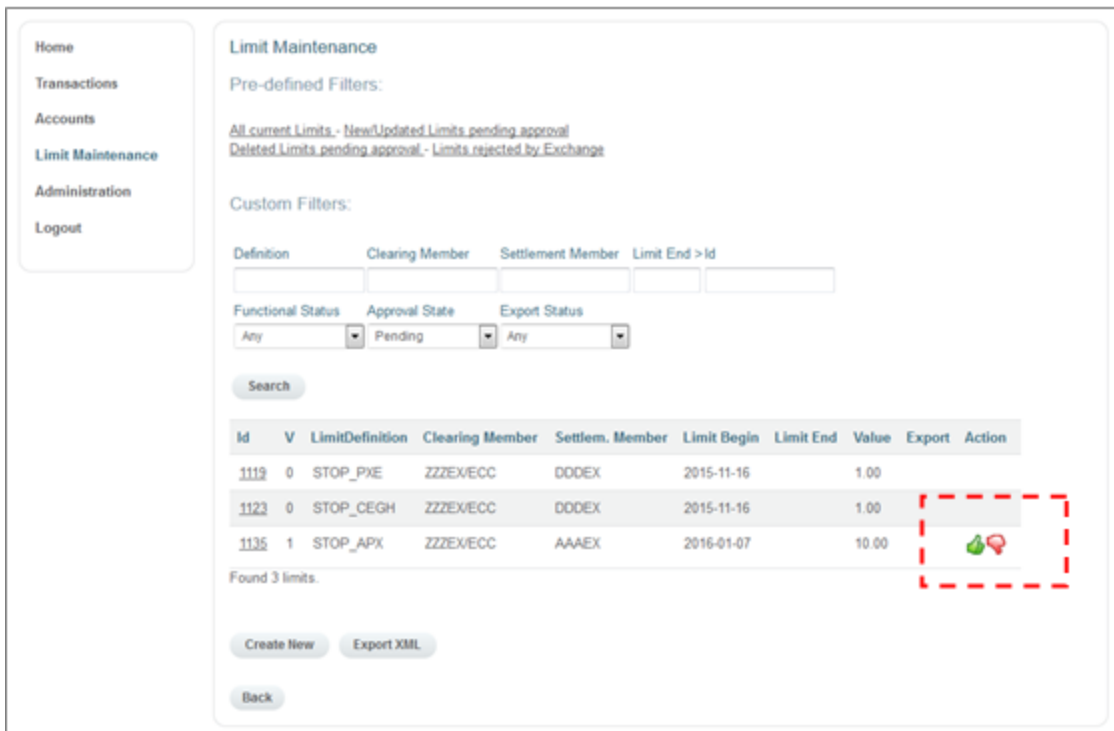 Home
Transactions
Accounts
Limit Maintenance
Administration
Logout
Limit Maintenance
Pre-defined Filters:
All current Limits - New/Updated Limits pending approval
Deleted Limits pending approval - Limits rejected by Exchange
Custom Filters:
Definition Clearing Member Settlement Member Limit End > Id
Functional Status Approval State Export Status
Any Pending Any
Search
Id V LimitDefinition Clearing Member Settlem. Member Limit Begin Limit End Value Export Action
1119 0 STOP_PXE ZZZEX/ECC DDDEX 2015-11-16 1.00
1123 0 STOP_CEGH ZZZEX/ECC DDDEX 2015-11-16 1.00
1135 1 STOP_APX ZZZEX/ECC AAAEX 2016-01-07 10.00
Found 3 limits.
Create New Export XML
Back